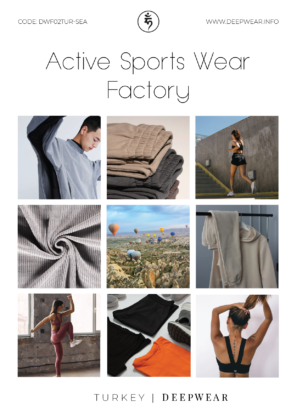 CODE: DWF02TUR-SEA
WWW.DEEPWEAR.INFO
Active Sports Wear
Factory
TURKEY | DEEPWEAR